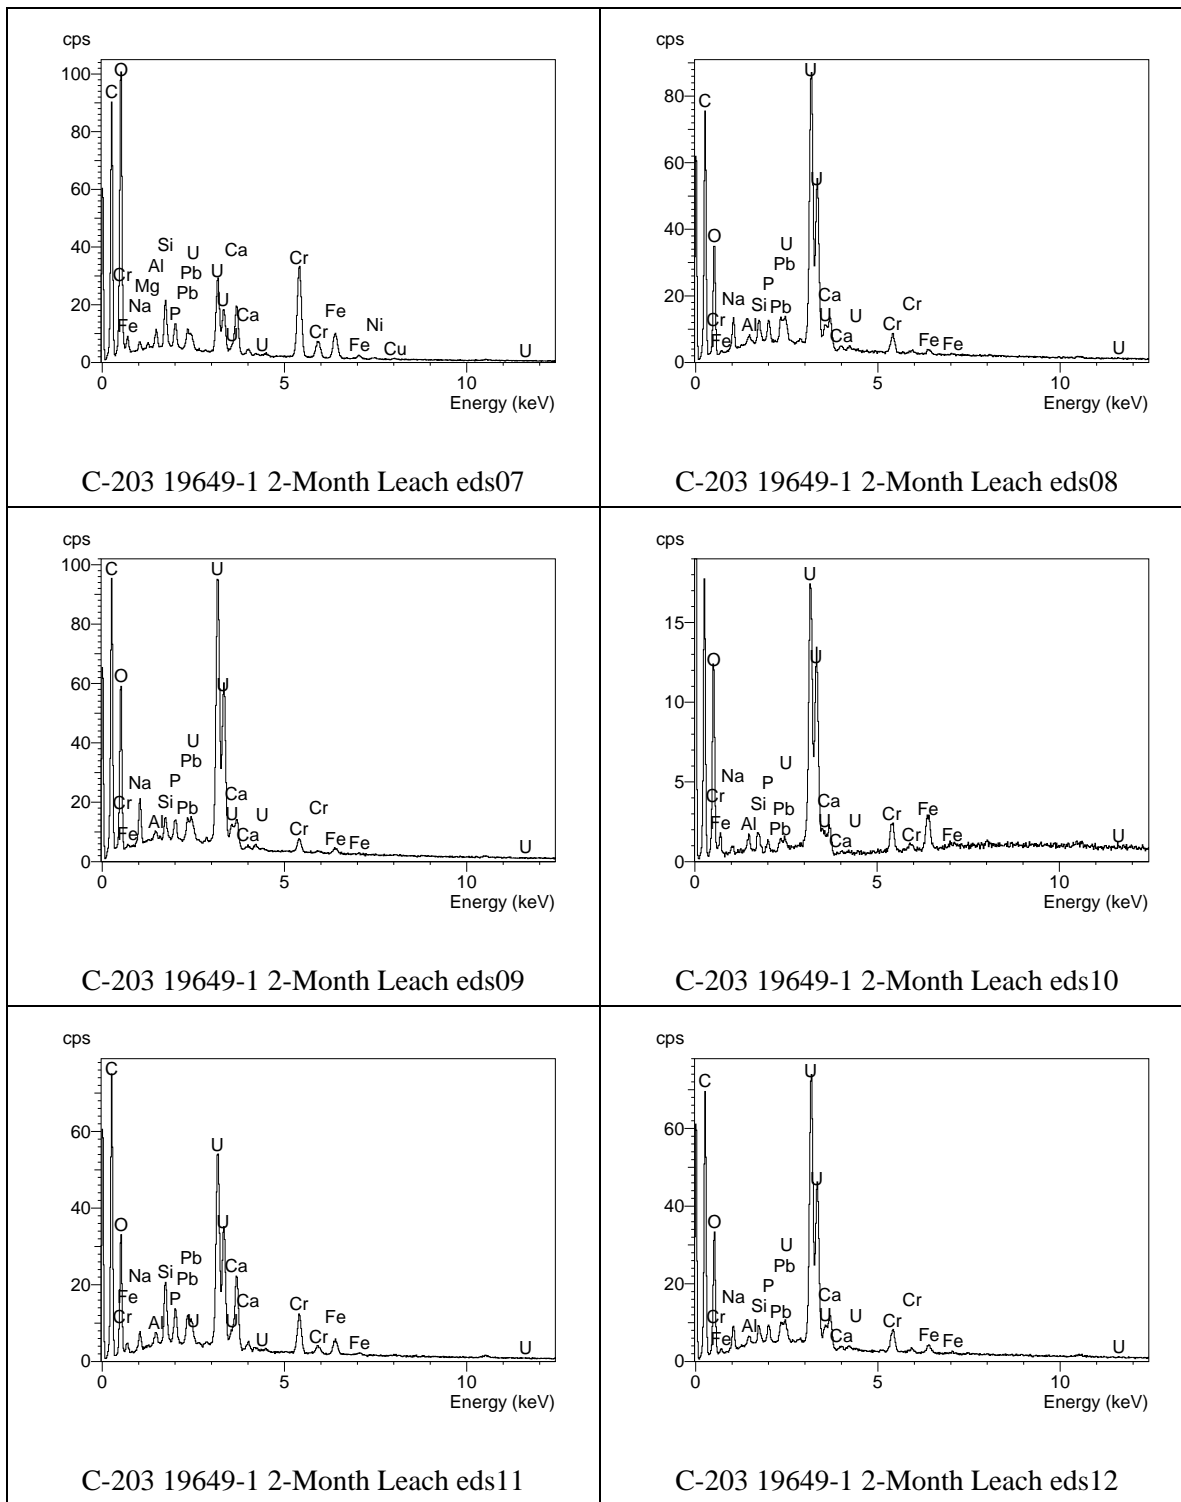 cps
100
80
60
40
20
0
C
O
Cr
Fe
Na
Mg
Al
Si
P
Pb
Pb
U
U
U
U
Ca
Ca
U
Cr
Cr
Fe
Fe
Ni
Cu
U
0
5
10
Energy (keV)
C-203 19649-1 2-Month Leach eds07
cps
80
60
40
20
0
C
O
Cr
Fe
Na
Al
Si
P
Pb
Pb
U
U
U
Ca
U
Ca
U
Cr
Cr
Fe
Fe
U
0
5
10
Energy (keV)
C-203 19649-1 2-Month Leach eds08
cps
100
80
60
40
20
0
C
O
Cr
Fe
Na
Al
Si
P
Pb
Pb
U
U
U
Ca
U
Ca
U
Cr
Cr
Fe
Fe
U
0
5
10
Energy (keV)
C-203 19649-1 2-Month Leach eds09
cps
15
10
5
0
O
Cr
Fe
Na
Al
Si
P
Pb
Pb
U
U
U
Ca
U
Ca
U
Cr
Cr
Fe
Fe
U
0
5
10
Energy (keV)
C-203 19649-1 2-Month Leach eds10
cps
60
40
20
0
C
O
Fe
Cr
Na
Al
Si
P
Pb
Pb
U
U
U
Ca
U
Ca
U
Cr
Cr
Fe
Fe
U
0
5
10
Energy (keV)
C-203 19649-1 2-Month Leach eds11
cps
60
40
20
0
C
O
Cr
Fe
Na
Al
Si
P
Pb
Pb
U
U
U
Ca
U
Ca
U
Cr
Cr
Fe
Fe
U
0
5
10
Energy (keV)
C-203 19649-1 2-Month Leach eds12